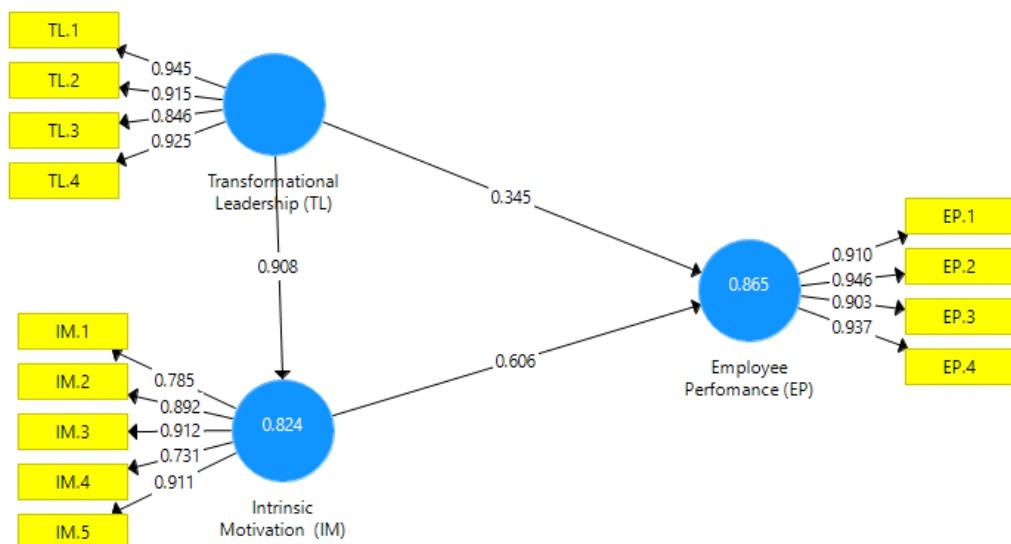 TL.1
TL.2
TL.3
TL.4
0.945
0.915
0.846
0.925
Transformational
Leadership (TL)
0.345
0.908
EP.1
EP.2
EP.3
EP.4
0.910
0.946
0.903
0.937
0.865
Employee
Perfomance (EP)
0.606
IM.1
IM.2
IM.3
IM.4
IM.5
0.785
0.892
0.912
0.731
0.911
0.824
Intrinsic
Motivation (IM)